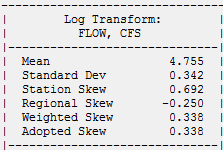 Log Transform:
FLOW, CFS
Mean 4.755
Standard Dev 0.342
Station Skew 0.692
Regional Skew -0.250
Weighted Skew 0.338
Adopted Skew 0.338